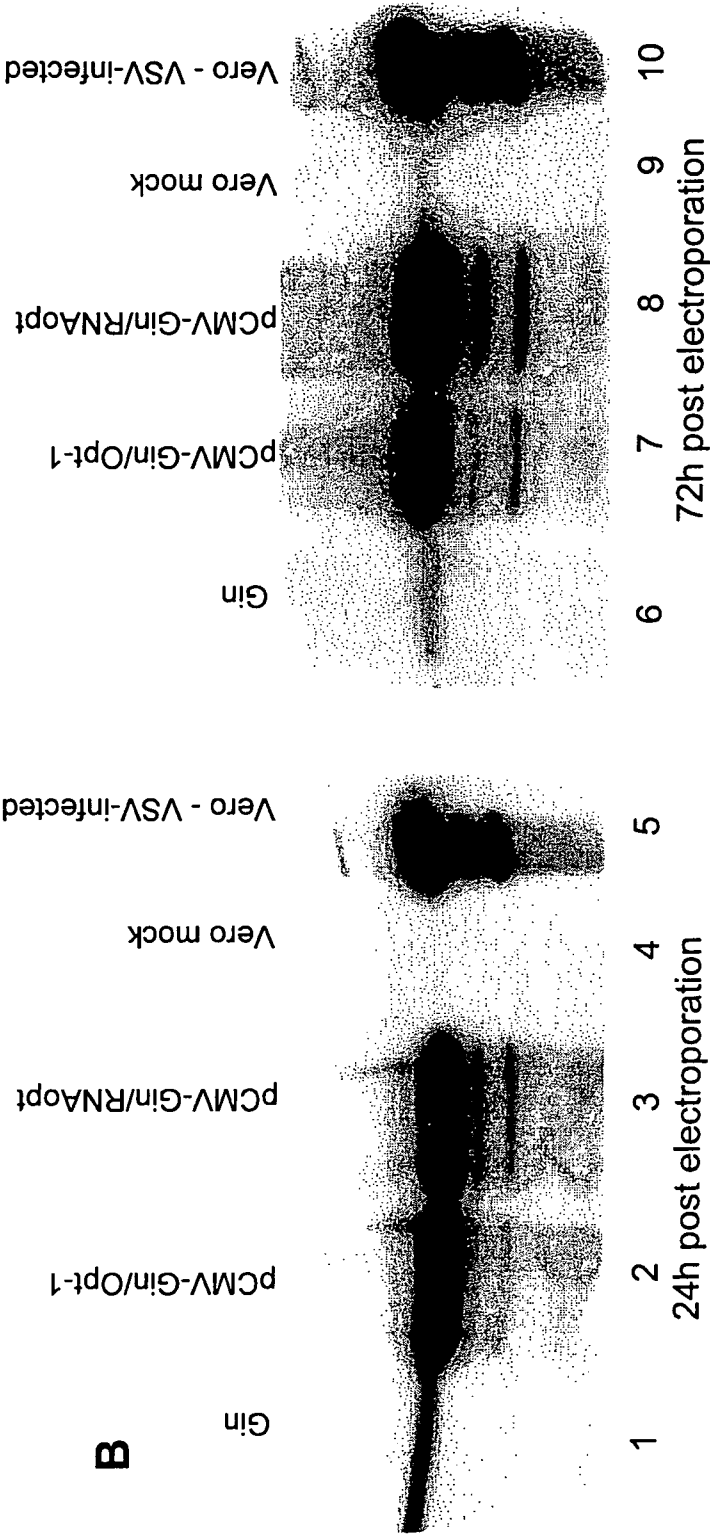 B
Gin
pCMV-Gin/Opt-1
pCMV-Gin/RNAopt
Vero mock
Vero - VSV-infected
1 2 3 4 5
24h post electroporation
Gin
pCMV-Gin/Opt-1
pCMV-Gin/RNAopt
Vero mock
Vero - VSV-infected
6 7 8 9 10
72h post electroporation